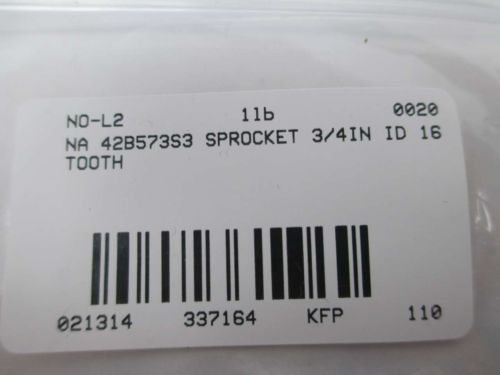 NO-L2 1lb 0020
NA 42B573S3 SPROCKET 3/4IN ID 16
TOOTH
021314 337164 KFP 110